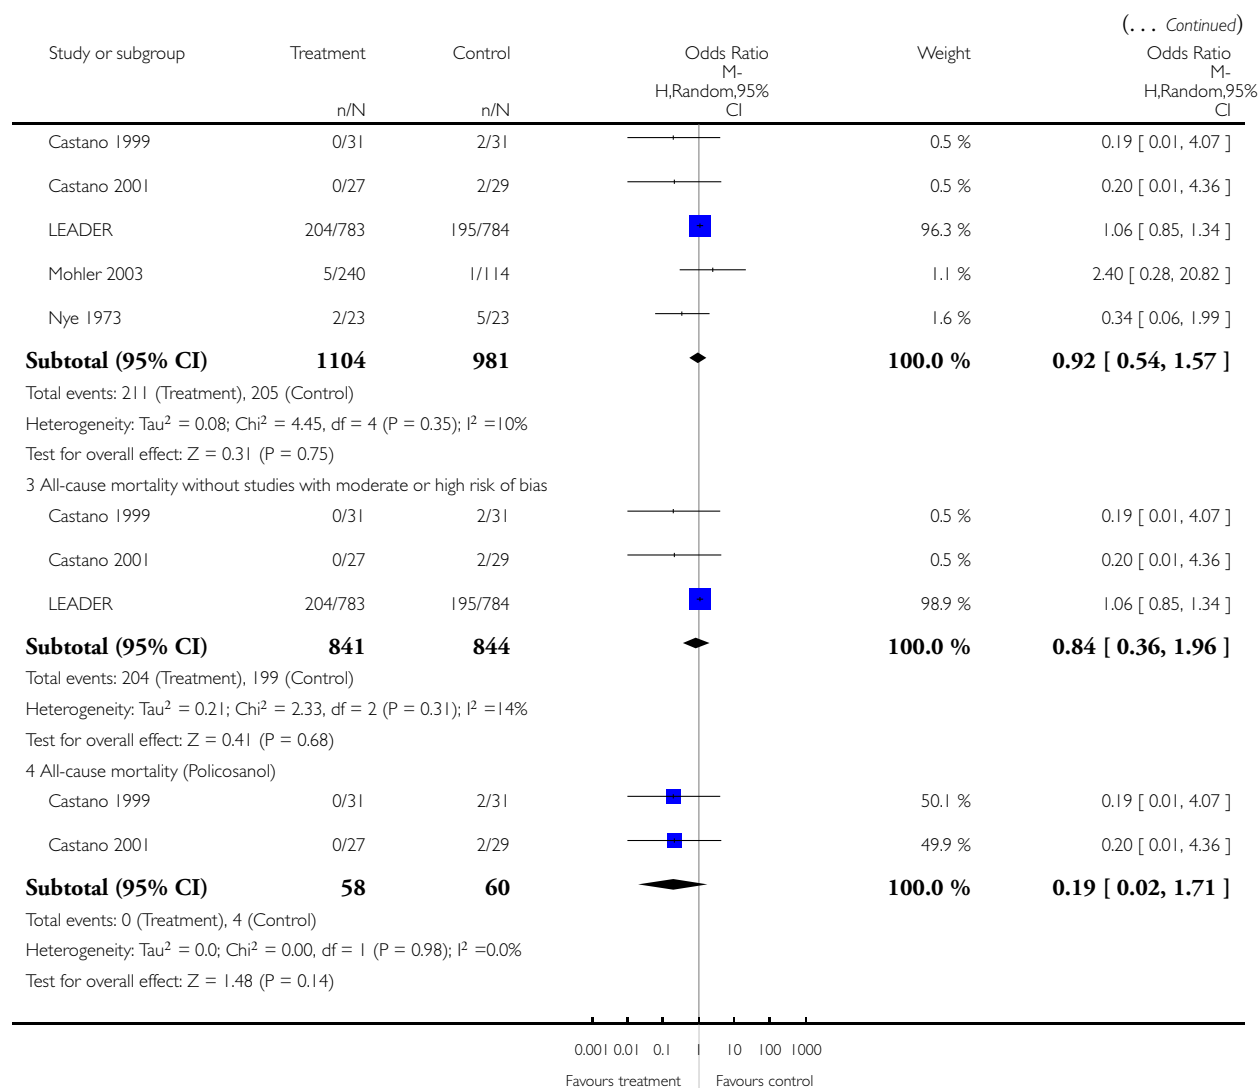 (... Continued)
Study or subgroup Treatment Control Odds Ratio Weight Odds Ratio
M- M-
H,Random,95% H,Random,95%
n/N n/N CI CI
Castano 1999 0/31 2/31 0.5 % 0.19 [ 0.01, 4.07 ]
Castano 2001 0/27 2/29 0.5 % 0.20 [ 0.01, 4.36 ]
LEADER 204/783 195/784 96.3 % 1.06 [ 0.85, 1.34 ]
Mohler 2003 5/240 1/114 1.1 % 2.40 [ 0.28, 20.82 ]
Nye 1973 2/23 5/23 1.6 % 0.34 [ 0.06, 1.99 ]
Subtotal (95% CI) 1104 981 100.0 % 0.92 [ 0.54, 1.57 ]
Total events: 211 (Treatment), 205 (Control)
Heterogeneity: Tau² = 0.08; Chi² = 4.45, df = 4 (P = 0.35); I² =10%
Test for overall effect: Z = 0.31 (P = 0.75)
3 All-cause mortality without studies with moderate or high risk of bias
Castano 1999 0/31 2/31 0.5 % 0.19 [ 0.01, 4.07 ]
Castano 2001 0/27 2/29 0.5 % 0.20 [ 0.01, 4.36 ]
LEADER 204/783 195/784 98.9 % 1.06 [ 0.85, 1.34 ]
Subtotal (95% CI) 841 844 100.0 % 0.84 [ 0.36, 1.96 ]
Total events: 204 (Treatment), 199 (Control)
Heterogeneity: Tau² = 0.21; Chi² = 2.33, df = 2 (P = 0.31); I² =14%
Test for overall effect: Z = 0.41 (P = 0.68)
4 All-cause mortality (Policosanol)
Castano 1999 0/31 2/31 50.1 % 0.19 [ 0.01, 4.07 ]
Castano 2001 0/27 2/29 49.9 % 0.20 [ 0.01, 4.36 ]
Subtotal (95% CI) 58 60 100.0 % 0.19 [ 0.02, 1.71 ]
Total events: 0 (Treatment), 4 (Control)
Heterogeneity: Tau² = 0.0; Chi² = 0.00, df = 1 (P = 0.98); I² =0.0%
Test for overall effect: Z = 1.48 (P = 0.14)
0.001 0.01 0.1 1 10 100 1000
Favours treatment Favours control